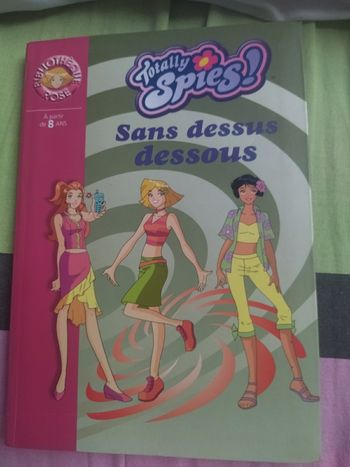 BIBLIOTHÈQUE
ROSE
À partir
de 8 ANS
Totally
Spies!
Sans dessus
dessous